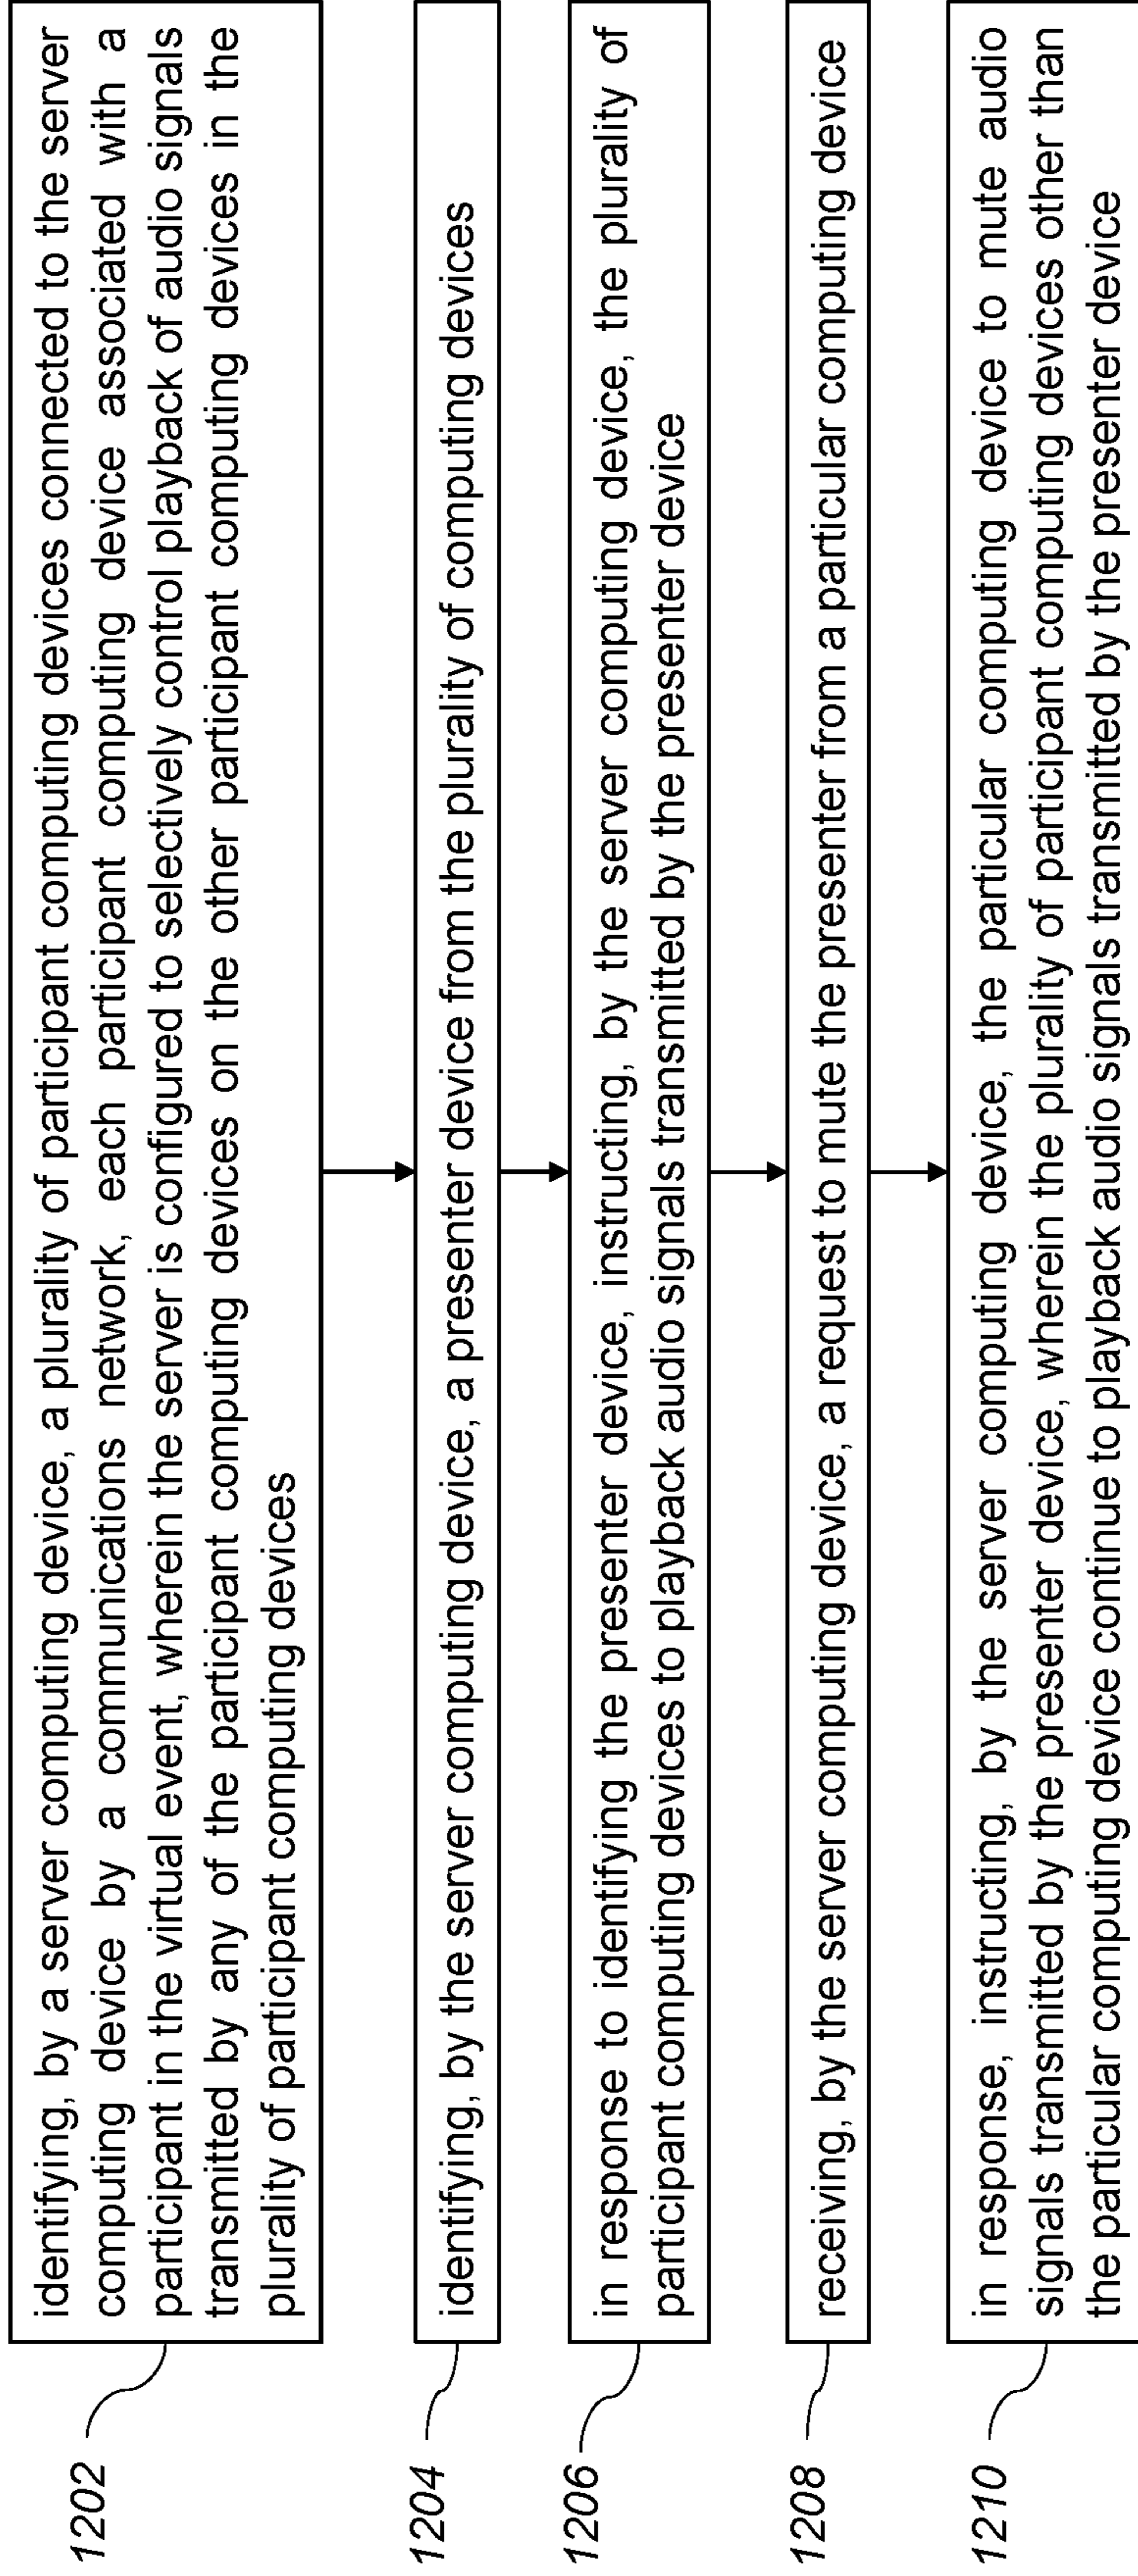 1202
identifying, by a server computing device, a plurality of participant computing devices connected to the server
computing device by a communications network, each participant computing device associated with a
participant in the virtual event, wherein the server is configured to selectively control playback of audio signals
transmitted by any of the participant computing devices on the other participant computing devices in the
plurality of participant computing devices
1204
identifying, by the server computing device, a presenter device from the plurality of computing devices
1206
in response to identifying the presenter device, instructing, by the server computing device, the plurality of
participant computing devices to playback audio signals transmitted by the presenter device
1208
receiving, by the server computing device, a request to mute the presenter from a particular computing device
1210
in response, instructing, by the server computing device, the particular computing device to mute audio
signals transmitted by the presenter device, wherein the plurality of participant computing devices other than
the particular computing device continue to playback audio signals transmitted by the presenter device